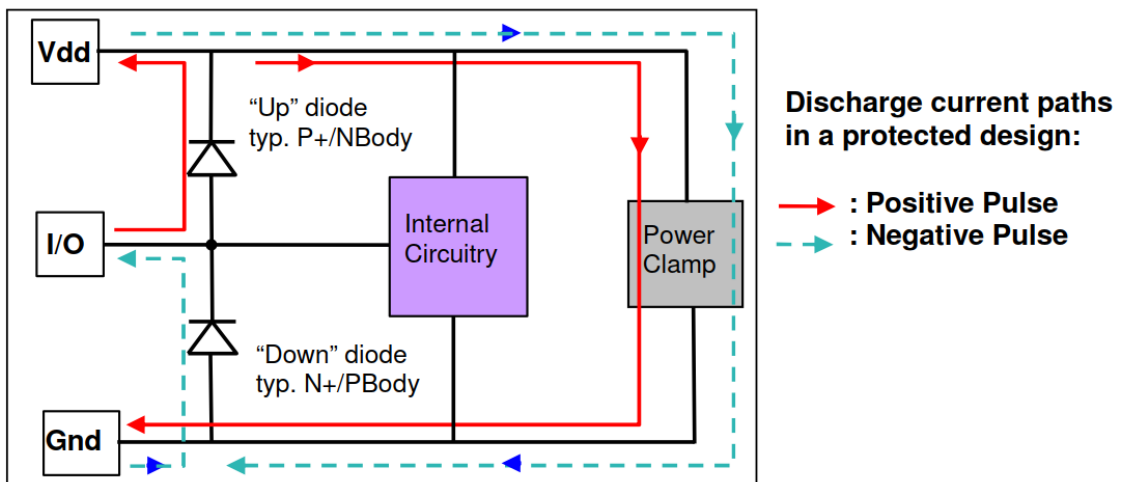 Vdd
“Up” diode
typ. P+/NBody
Discharge current paths
in a protected design:
: Positive Pulse
: Negative Pulse
I/O
Internal
Circuitry
Power
Clamp
“Down” diode
typ. N+/PBody
Gnd